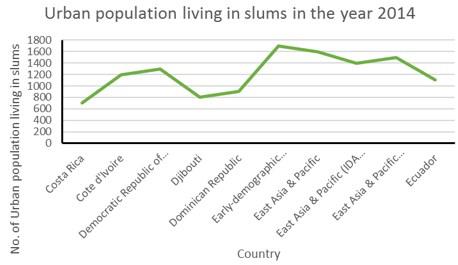 Urban population living in slums in the year 2014
No. of Urban population living in slums
1800
1600
1400
1200
1000
800
600
400
200
0
Costa Rica
Cote d'Ivoire
Democratic Republic of...
Djibouti
Dominican Republic
Early-demographic...
East Asia & Pacific
East Asia & Pacific (IDA...
East Asia & Pacific...
Ecuador
Country